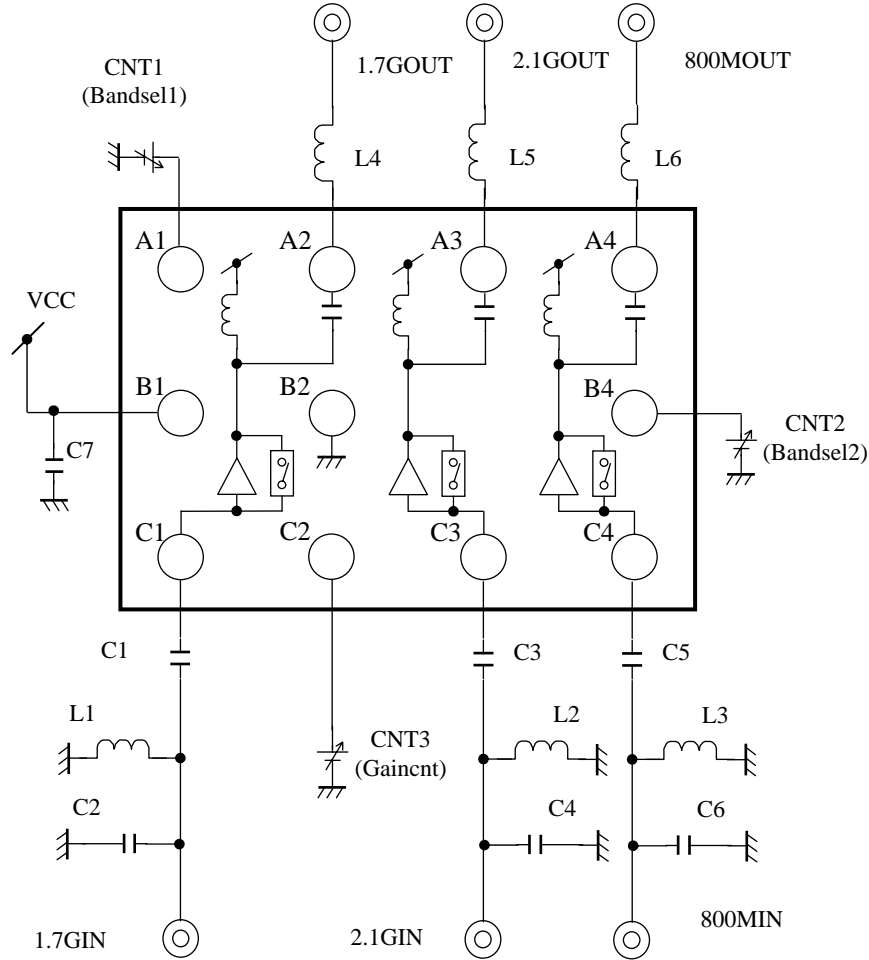 1.7GOUT
2.1GOUT
800MOUT
CNT1
(Bandsel1)
L4
L5
L6
A1
A2
A3
A4
VCC
B1
B2
B4
CNT2
(Bandsel2)
C7
C1
C2
C3
C4
C1
C3
C5
L1
CNT3
(Gaincnt)
L2
L3
C2
C4
C6
1.7GIN
2.1GIN
800MIN